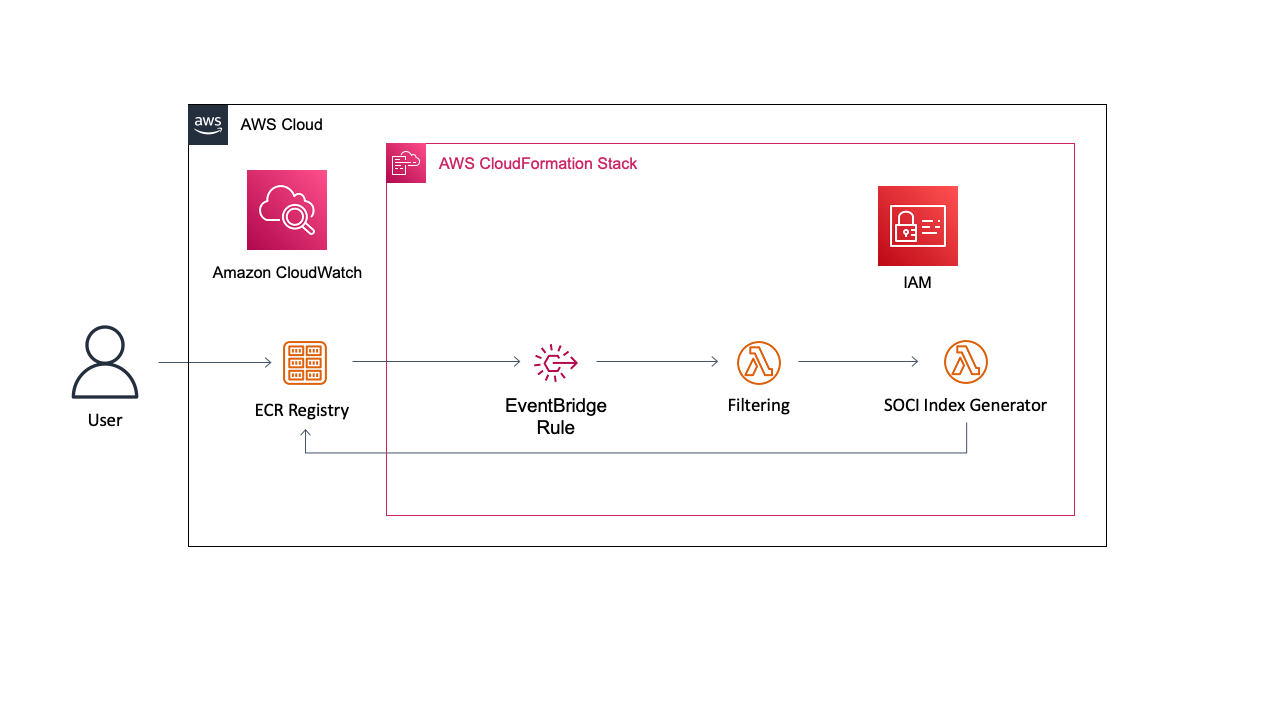 aws
AWS Cloud
AWS CloudFormation Stack
Amazon CloudWatch
IAM
User
ECR Registry
EventBridge
Rule
Filtering
SOCI Index Generator